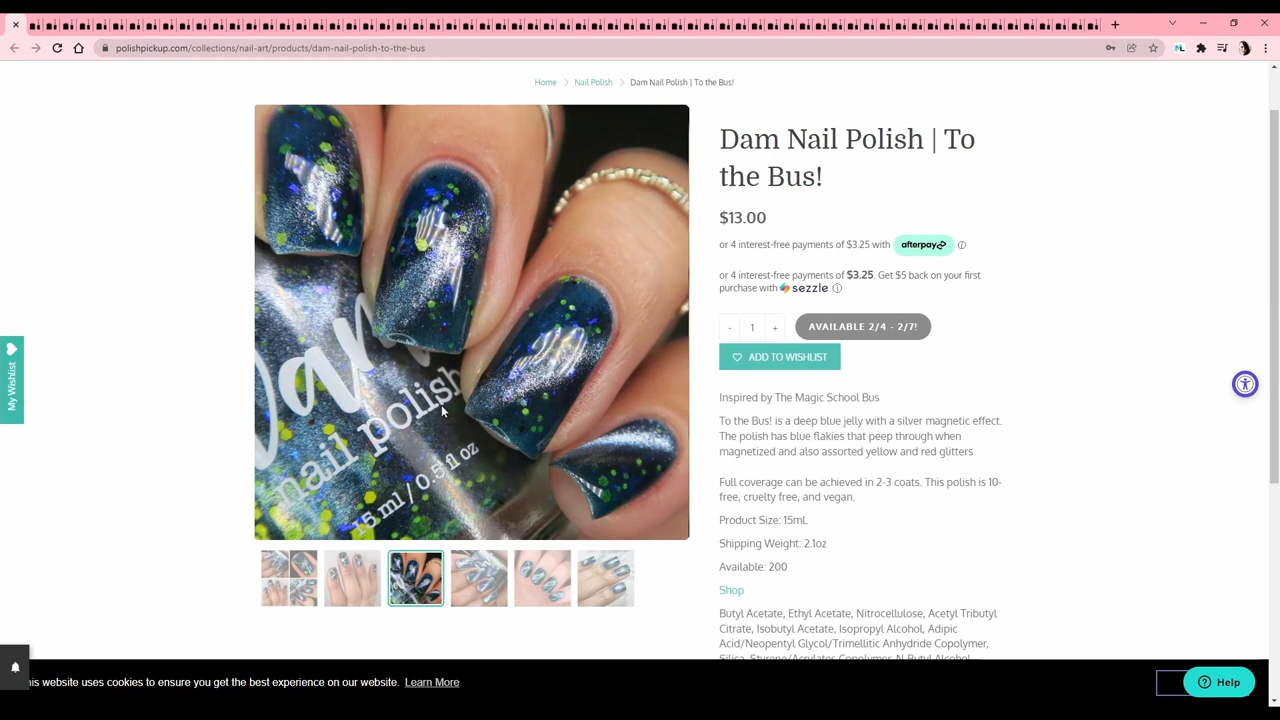 polishpickup.com/collections/nail-art/products/dam-nail-polish-to-the-bus
Home > Nail Polish > Dam Nail Polish | To the Bus!
Dam
nail polish
15 ml / 0.5 fl oz
Dam Nail Polish | To
the Bus!
$13.00
or 4 interest-free payments of $3.25 with afterpay
or 4 interest-free payments of $3.25. Get $5 back on your first
purchase with sezzle
- 1 +
AVAILABLE 2/4 - 2/7!
ADD TO WISHLIST
My Wishlist
Inspired by The Magic School Bus
To the Bus! is a deep blue jelly with a silver magnetic effect.
The polish has blue flakies that peep through when
magnetized and also assorted yellow and red glitters
Full coverage can be achieved in 2-3 coats. This polish is 10-
free, cruelty free, and vegan.
Product Size: 15mL
Shipping Weight: 2.1oz
Available: 200
Shop
Butyl Acetate, Ethyl Acetate, Nitrocellulose, Acetyl Tributyl
Citrate, Isobutyl Acetate, Isopropyl Alcohol, Adipic
Acid/Neopentyl Glycol/Trimellitic Anhydride Copolymer,
Silica, Styrene/Acrylates Copolymer, N-Butyl Alcohol,
his website uses cookies to ensure you get the best experience on our website. Learn More
Help